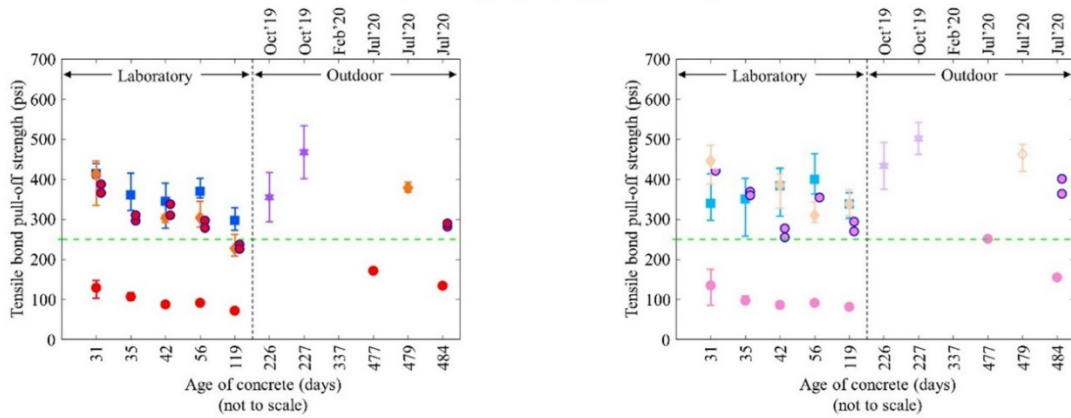 Oct'19
Oct'19
Feb'20
Jul'20
Jul'20
Jul'20
700
600
500
400
300
200
100
0
Tensile bond pull-off strength (psi)
Laboratory
Outdoor
31
35
42
56
119
226
227
337
477
479
484
Age of concrete (days)
(not to scale)
Oct'19
Oct'19
Feb'20
Jul'20
Jul'20
Jul'20
700
600
500
400
300
200
100
0
Tensile bond pull-off strength (psi)
Laboratory
Outdoor
31
35
42
56
119
226
227
337
477
479
484
Age of concrete (days)
(not to scale)